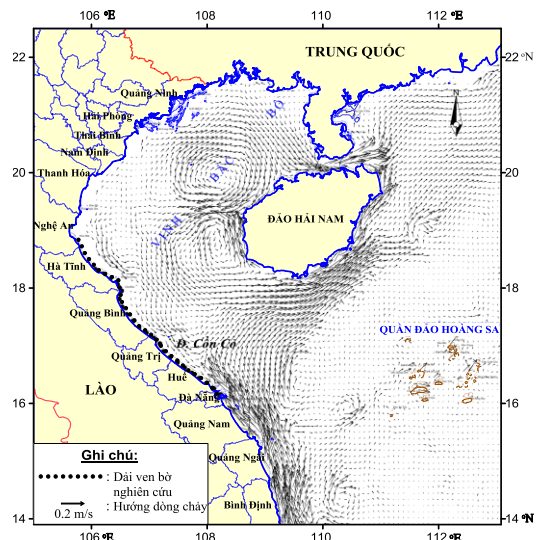 106 °E
108
110
112 °E
22
22 °N
TRUNG QUỐC
N
Quảng Ninh
Hải Phòng
Thái Bình
Nam Định
Thanh Hóa
VỊNH BẮC BỘ
20
20
ĐẢO HẢI NAM
Nghệ An
Hà Tĩnh
18
18
Quảng Bình
QUẦN ĐẢO HOÀNG SA
Đ. Cồn Cỏ
Quảng Trị
Huế
LÀO
Đà Nẵng
16
16
Quảng Nam
Quảng Ngãi
Bình Định
Ghi chú:
: Dải ven bờ
nghiên cứu
: Hướng dòng chảy
0.2 m/s
14
14 °N
106
108
110
112 °E